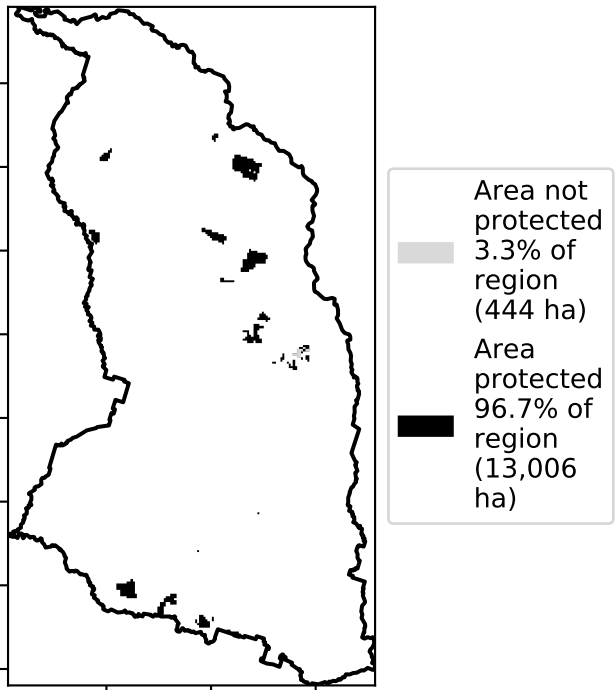 Area not
protected
3.3% of
region
(444 ha)
Area
protected
96.7% of
region
(13,006
ha)